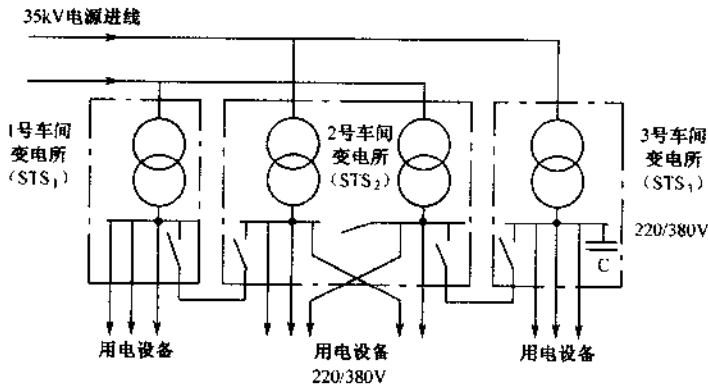 35kV电源进线
1号车间
变电所
（STS1）
2号车间
变电所
（STS2）
3号车间
变电所
（STS3）
220/380V
C
用电设备
用电设备
220/380V
用电设备